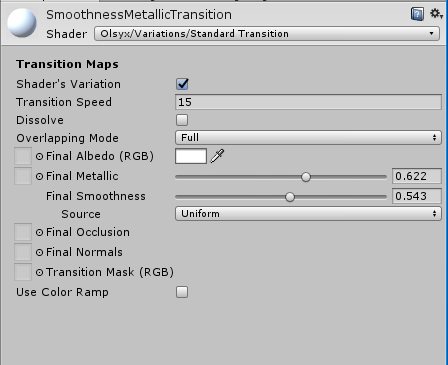 SmoothnessMetallicTransition
Shader Olsyx/Variations/Standard Transition
Transition Maps
Shader's Variation
Transition Speed 15
Dissolve
Overlapping Mode Full
Final Albedo (RGB)
Final Metallic 0.622
Final Smoothness 0.543
Source Uniform
Final Occlusion
Final Normals
Transition Mask (RGB)
Use Color Ramp